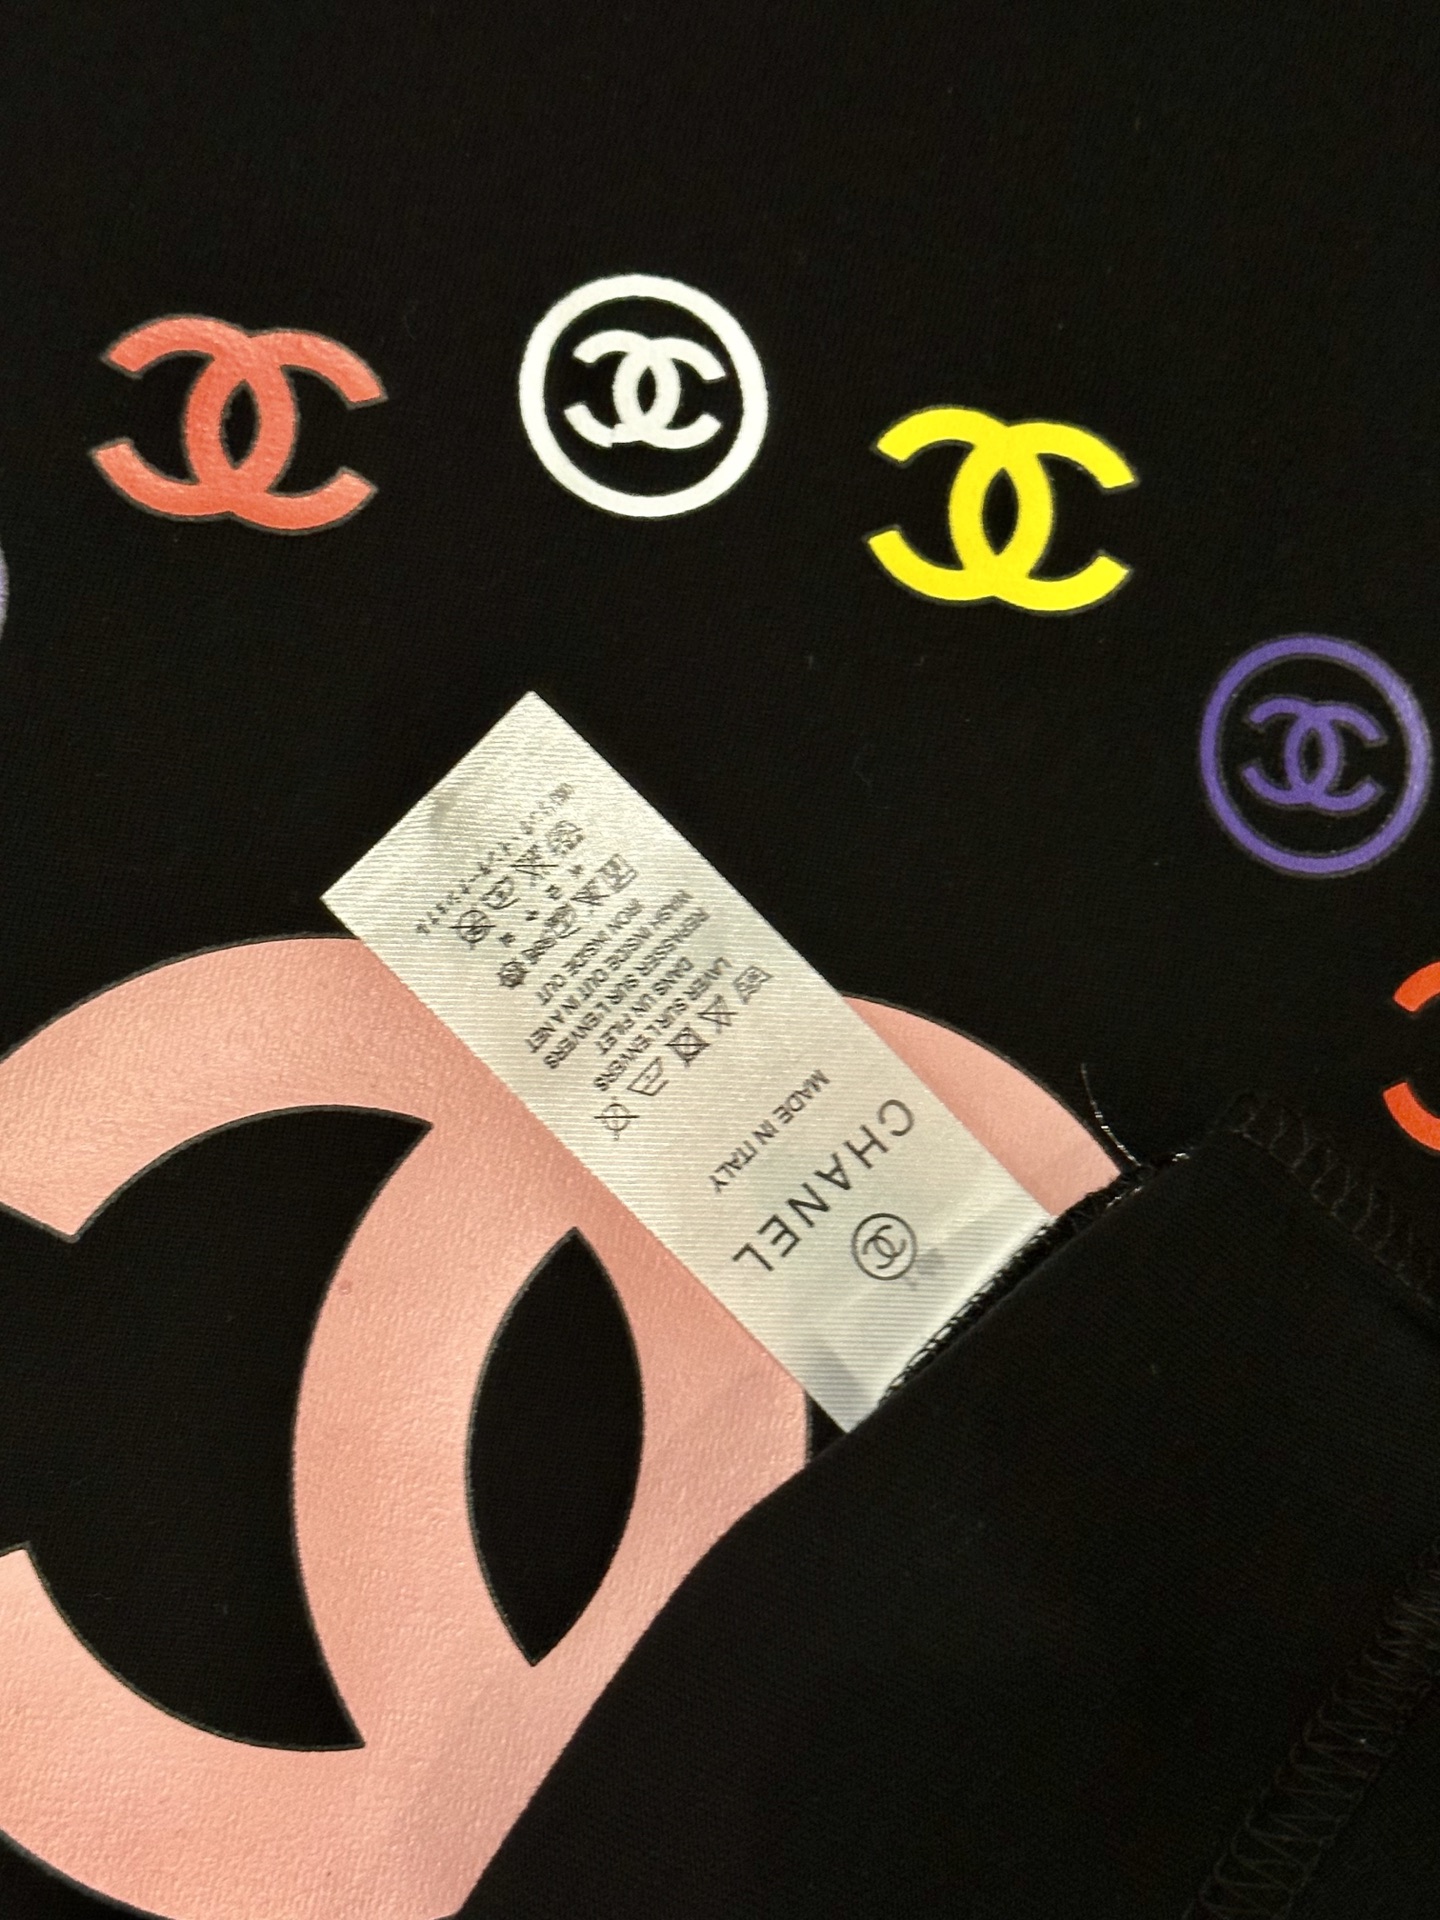 CHANEL
MADE IN ITALY
LAVER SUR L'ENVERS
DANS UN FILET
REPASSER SUR L'ENVERS
WASH INSIDE OUT IN A NET
IRON INSIDE OUT